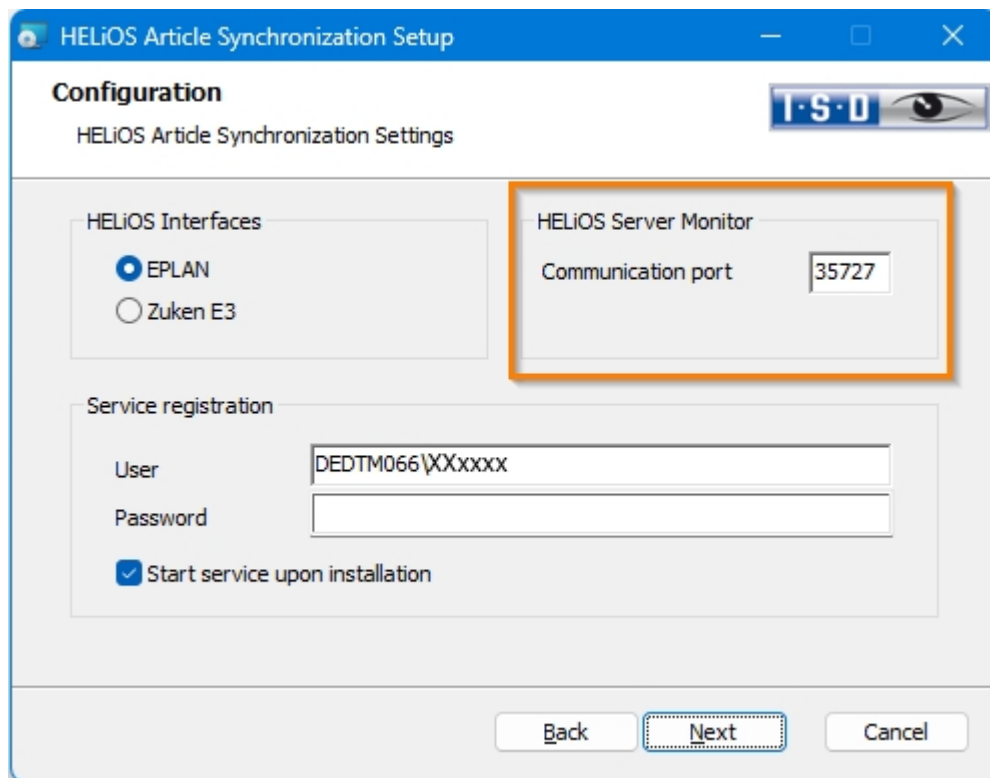 HELiOS Article Synchronization Setup
Configuration
HELiOS Article Synchronization Settings
I·S·D
HELiOS Interfaces
EPLAN
Zuken E3
HELiOS Server Monitor
Communication port 35727
Service registration
User DEDTM066\XXxxxx
Password
Start service upon installation
Back Next Cancel